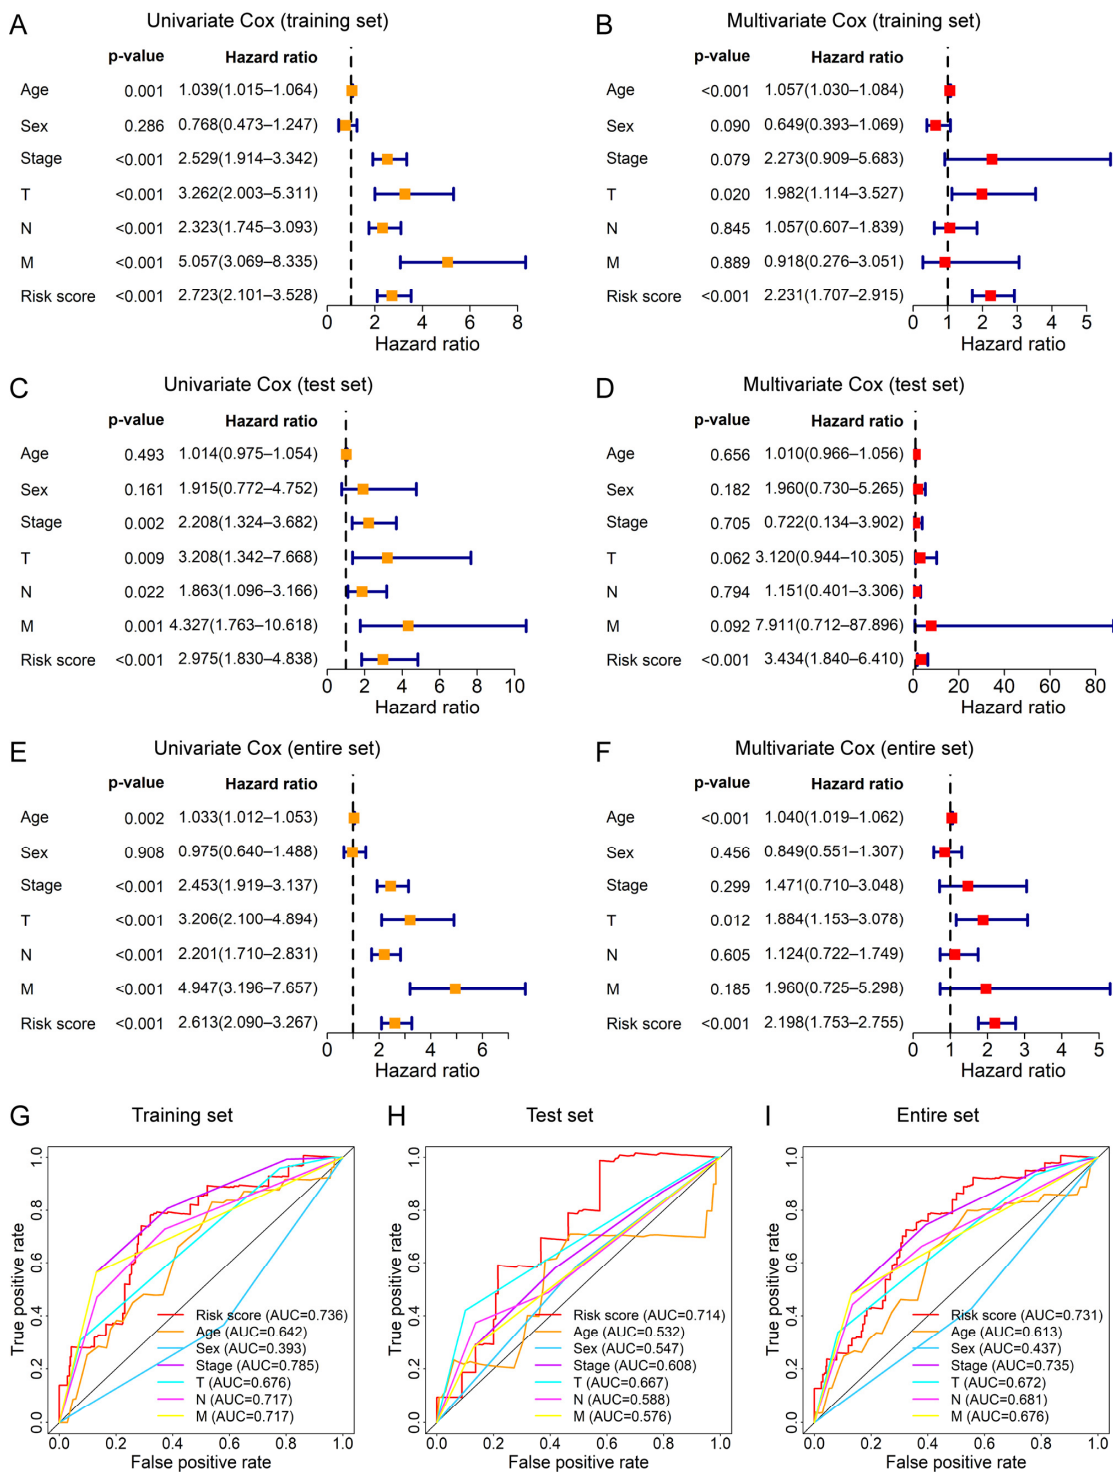 A Univariate Cox (training set)
p-value Hazard ratio
Age 0.001 1.039(1.015–1.064)
Sex 0.286 0.768(0.473–1.247)
Stage <0.001 2.529(1.914–3.342)
T <0.001 3.262(2.003–5.311)
N <0.001 2.323(1.745–3.093)
M <0.001 5.057(3.069–8.335)
Risk score <0.001 2.723(2.101–3.528)
0 2 4 6 8
Hazard ratio
B Multivariate Cox (training set)
p-value Hazard ratio
Age <0.001 1.057(1.030–1.084)
Sex 0.090 0.649(0.393–1.069)
Stage 0.079 2.273(0.909–5.683)
T 0.020 1.982(1.114–3.527)
N 0.845 1.057(0.607–1.839)
M 0.889 0.918(0.276–3.051)
Risk score <0.001 2.231(1.707–2.915)
0 1 2 3 4 5
Hazard ratio
C Univariate Cox (test set)
p-value Hazard ratio
Age 0.493 1.014(0.975–1.054)
Sex 0.161 1.915(0.772–4.752)
Stage 0.002 2.208(1.324–3.682)
T 0.009 3.208(1.342–7.668)
N 0.022 1.863(1.096–3.166)
M 0.001 4.327(1.763–10.618)
Risk score <0.001 2.975(1.830–4.838)
0 2 4 6 8 10
Hazard ratio
D Multivariate Cox (test set)
p-value Hazard ratio
Age 0.656 1.010(0.966–1.056)
Sex 0.182 1.960(0.730–5.265)
Stage 0.705 0.722(0.134–3.902)
T 0.062 3.120(0.944–10.305)
N 0.794 1.151(0.401–3.306)
M 0.092 7.911(0.712–87.896)
Risk score <0.001 3.434(1.840–6.410)
0 20 40 60 80
Hazard ratio
E Univariate Cox (entire set)
p-value Hazard ratio
Age 0.002 1.033(1.012–1.053)
Sex 0.908 0.975(0.640–1.488)
Stage <0.001 2.453(1.919–3.137)
T <0.001 3.206(2.100–4.894)
N <0.001 2.201(1.710–2.831)
M <0.001 4.947(3.196–7.657)
Risk score <0.001 2.613(2.090–3.267)
0 2 4 6
Hazard ratio
F Multivariate Cox (entire set)
p-value Hazard ratio
Age <0.001 1.040(1.019–1.062)
Sex 0.456 0.849(0.551–1.307)
Stage 0.299 1.471(0.710–3.048)
T 0.012 1.884(1.153–3.078)
N 0.605 1.124(0.722–1.749)
M 0.185 1.960(0.725–5.298)
Risk score <0.001 2.198(1.753–2.755)
0 1 2 3 4 5
Hazard ratio
G Training set
True positive rate
1.0
0.8
0.6
0.4
0.2
0.0
Risk score (AUC=0.736)
Age (AUC=0.642)
Sex (AUC=0.393)
Stage (AUC=0.785)
T (AUC=0.676)
N (AUC=0.717)
M (AUC=0.717)
0.0 0.2 0.4 0.6 0.8 1.0
False positive rate
H Test set
True positive rate
1.0
0.8
0.6
0.4
0.2
0.0
Risk score (AUC=0.714)
Age (AUC=0.532)
Sex (AUC=0.547)
Stage (AUC=0.608)
T (AUC=0.667)
N (AUC=0.588)
M (AUC=0.576)
0.0 0.2 0.4 0.6 0.8 1.0
False positive rate
I Entire set
True positive rate
1.0
0.8
0.6
0.4
0.2
0.0
Risk score (AUC=0.731)
Age (AUC=0.613)
Sex (AUC=0.437)
Stage (AUC=0.735)
T (AUC=0.672)
N (AUC=0.681)
M (AUC=0.676)
0.0 0.2 0.4 0.6 0.8 1.0
False positive rate